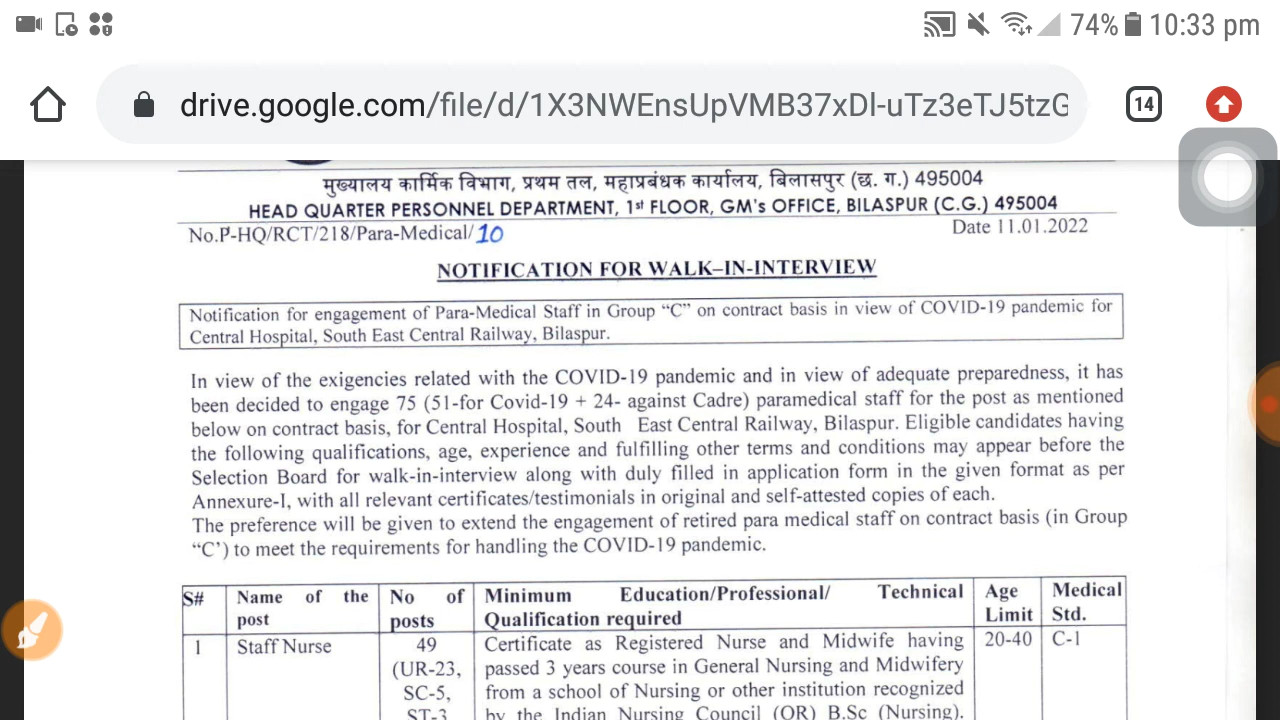 74% 10:33 pm
drive.google.com/file/d/1X3NWEnsUpVMB37xDl-uTz3eTJ5tzG
14
मुख्यालय कार्मिक विभाग, प्रथम तल, महाप्रबंधक कार्यालय, बिलासपुर (छ. ग.) 495004
HEAD QUARTER PERSONNEL DEPARTMENT, 1st FLOOR, GM's OFFICE, BILASPUR (C.G.) 495004
No.P-HQ/RCT/218/Para-Medical/10 Date 11.01.2022
NOTIFICATION FOR WALK–IN-INTERVIEW
Notification for engagement of Para-Medical Staff in Group “C” on contract basis in view of COVID-19 pandemic for
Central Hospital, South East Central Railway, Bilaspur.
In view of the exigencies related with the COVID-19 pandemic and in view of adequate preparedness, it has
been decided to engage 75 (51-for Covid-19 + 24- against Cadre) paramedical staff for the post as mentioned
below on contract basis, for Central Hospital, South East Central Railway, Bilaspur. Eligible candidates having
the following qualifications, age, experience and fulfilling other terms and conditions may appear before the
Selection Board for walk-in-interview along with duly filled in application form in the given format as per
Annexure-I, with all relevant certificates/testimonials in original and self-attested copies of each.
The preference will be given to extend the engagement of retired para medical staff on contract basis (in Group
“C’) to meet the requirements for handling the COVID-19 pandemic.
S# Name of the No of Minimum Education/Professional/ Technical Age Medical
post posts Qualification required Limit Std.
1 Staff Nurse 49 Certificate as Registered Nurse and Midwife having 20-40 C-1
(UR-23, passed 3 years course in General Nursing and Midwifery
SC-5, from a school of Nursing or other institution recognized
ST-3 by the Indian Nursing Council (OR) B.Sc (Nursing).